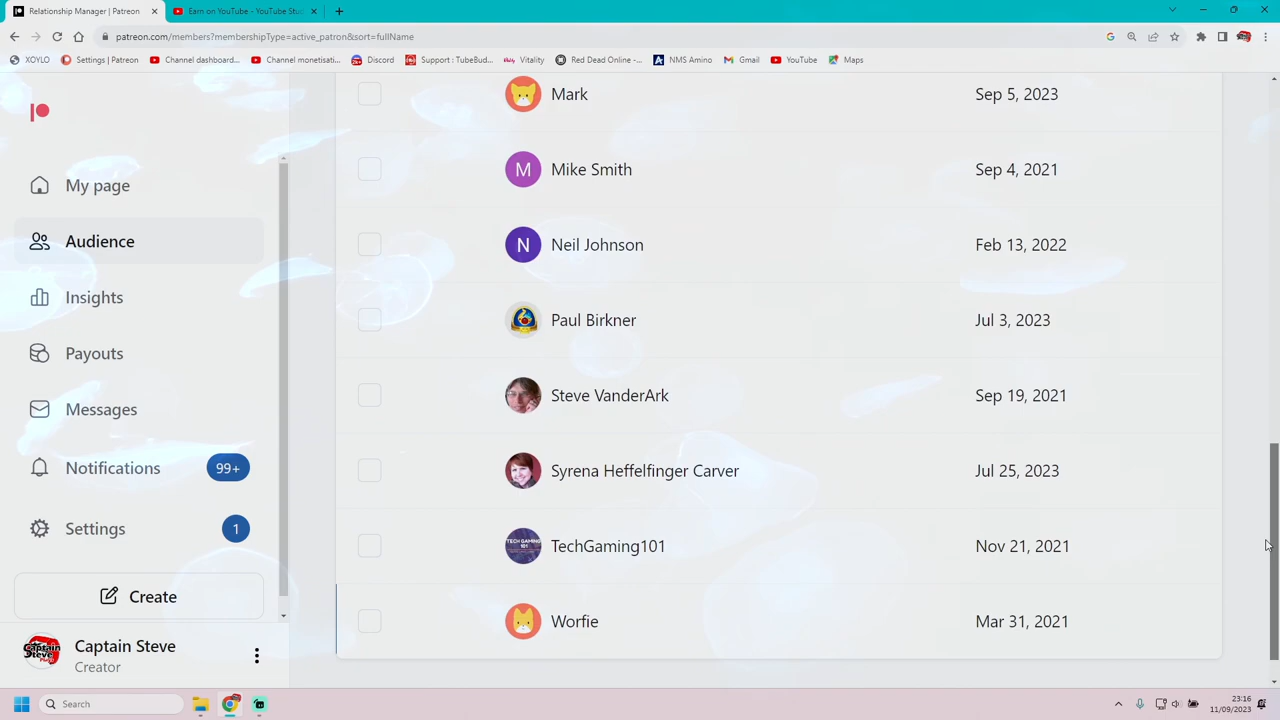 Relationship Manager | Patreon
Earn on YouTube - YouTube Stu
patreon.com/members?membershipType=active_patron&sort=fullName
XOYLO
Settings | Patreon
Channel dashboard...
Channel monetisati...
Discord
Support : TubeBud...
Vitality
Red Dead Online -...
NMS Amino
Gmail
YouTube
Maps
My page
Audience
Insights
Payouts
Messages
Notifications
99+
Settings
1
Create
Captain Steve
Creator
Mark
Sep 5, 2023
M
Mike Smith
Sep 4, 2021
N
Neil Johnson
Feb 13, 2022
Paul Birkner
Jul 3, 2023
Steve VanderArk
Sep 19, 2021
Syrena Heffelfinger Carver
Jul 25, 2023
TECH GAMING
101
TechGaming101
Nov 21, 2021
Worfie
Mar 31, 2021
Search
23:16
11/09/2023